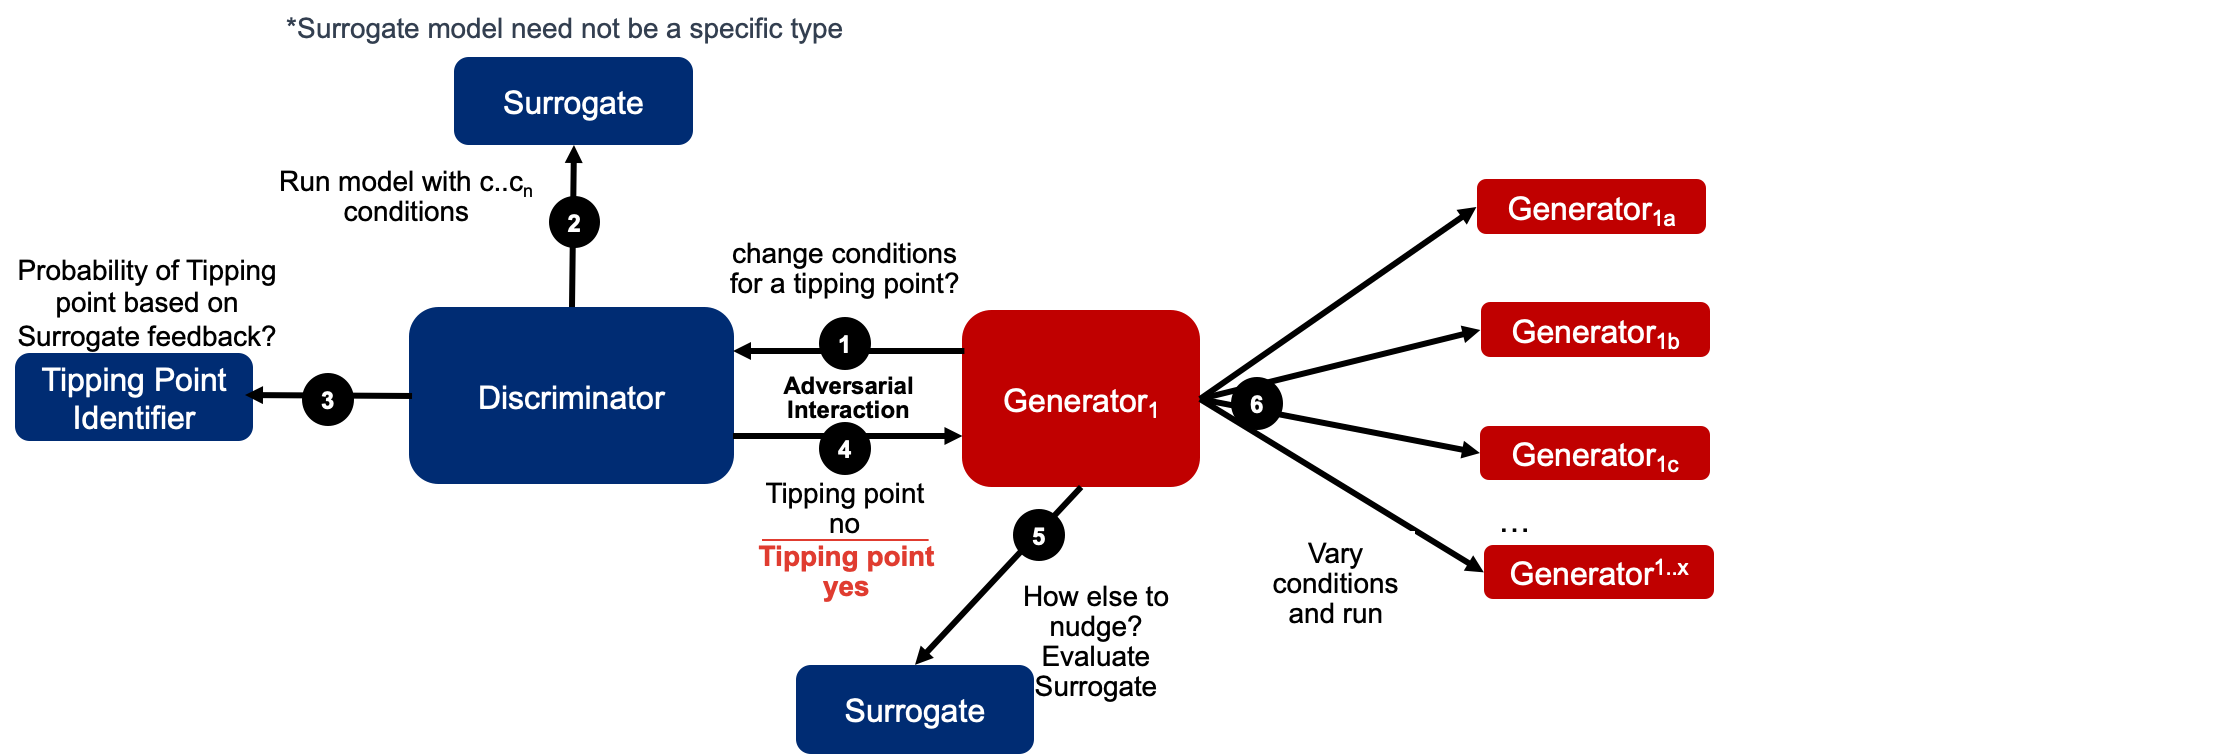 *Surrogate model need not be a specific type
Surrogate
Run model with c..cn
conditions
2
Probability of Tipping
point based on
Surrogate feedback?
Tipping Point
Identifier
3
Discriminator
change conditions
for a tipping point?
1
Adversarial
Interaction
4
Tipping point
no
Tipping point
yes
Generator1
5
How else to
nudge?
Evaluate
Surrogate
Surrogate
6
Vary
conditions
and run
Generator1a
Generator1b
Generator1c
...
Generator1..x